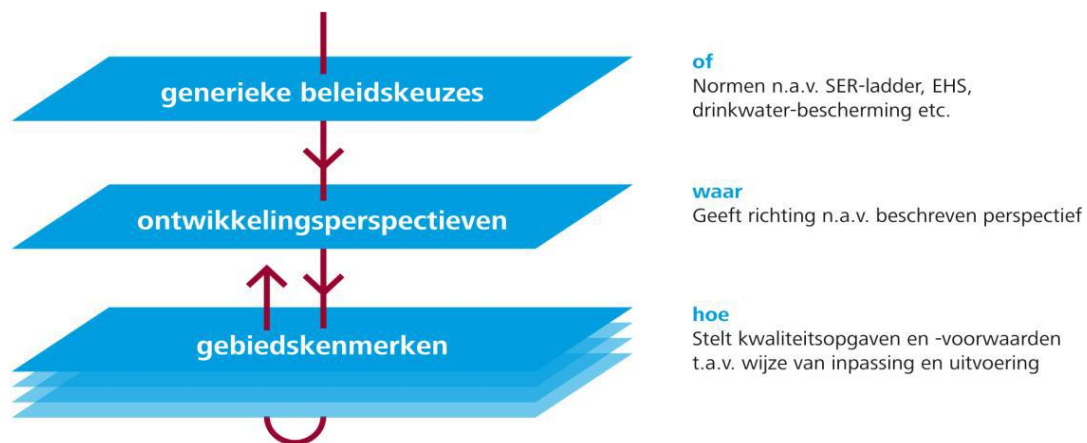 generieke beleidskeuzes
of
Normen n.a.v. SER-ladder, EHS,
drinkwater-bescherming etc.
ontwikkelingsperspectieven
waar
Geeft richting n.a.v. beschreven perspectief
gebiedskenmerken
hoe
Stelt kwaliteitsopgaven en -voorwaarden
t.a.v. wijze van inpassing en uitvoering